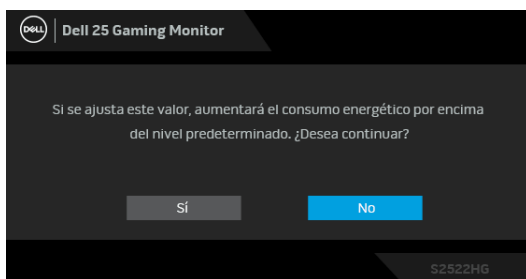 DELL Dell 25 Gaming Monitor
Si se ajusta este valor, aumentará el consumo energético por encima
del nivel predeterminado. ¿Desea continuar?
Sí No
S2522HG